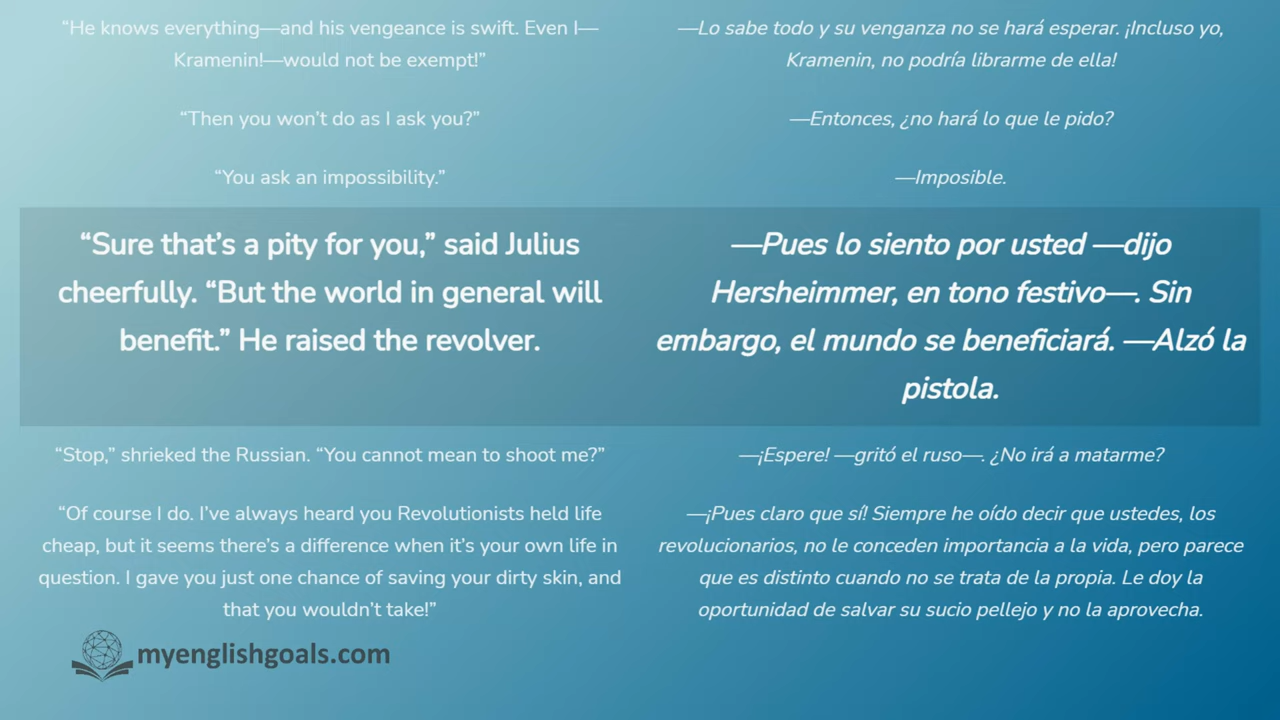 “He knows everything—and his vengeance is swift. Even I—
Kramenin!—would not be exempt!”
—Lo sabe todo y su venganza no se hará esperar. ¡Incluso yo,
Kramenin, no podría librarme de ella!
“Then you won’t do as I ask you?”
—Entonces, ¿no hará lo que le pido?
“You ask an impossibility.”
—Imposible.
“Sure that’s a pity for you,” said Julius
cheerfully. “But the world in general will
benefit.” He raised the revolver.
—Pues lo siento por usted —dijo
Hersheimmer, en tono festivo—. Sin
embargo, el mundo se beneficiará. —Alzó la
pistola.
“Stop,” shrieked the Russian. “You cannot mean to shoot me?”
—¡Espere! —gritó el ruso—. ¿No irá a matarme?
“Of course I do. I’ve always heard you Revolutionists held life
cheap, but it seems there’s a difference when it’s your own life in
question. I gave you just one chance of saving your dirty skin, and
that you wouldn’t take!”
—¡Pues claro que sí! Siempre he oído decir que ustedes, los
revolucionarios, no le conceden importancia a la vida, pero parece
que es distinto cuando no se trata de la propia. Le doy la
oportunidad de salvar su sucio pellejo y no la aprovecha.
myenglishgoals.com